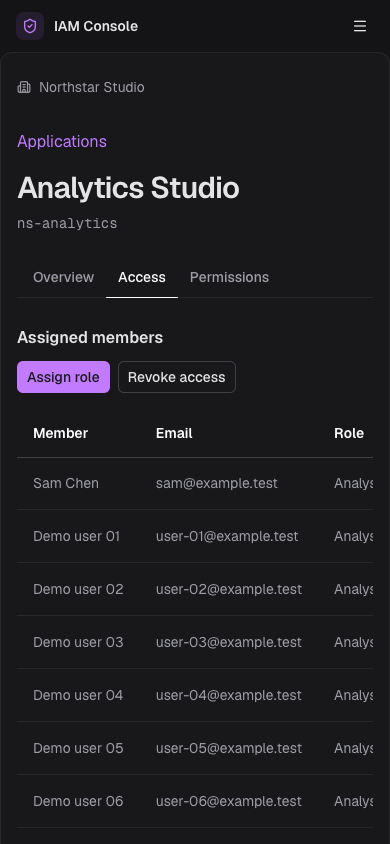 IAM Console
Northstar Studio
Applications
Analytics Studio
ns-analytics
Overview Access Permissions
Assigned members
Assign role Revoke access
Member Email Role
Sam Chen sam@example.test
Demo user 01 user-01@example.test
Demo user 02 user-02@example.test
Demo user 03 user-03@example.test
Demo user 04 user-04@example.test
Demo user 05 user-05@example.test
Demo user 06 user-06@example.test